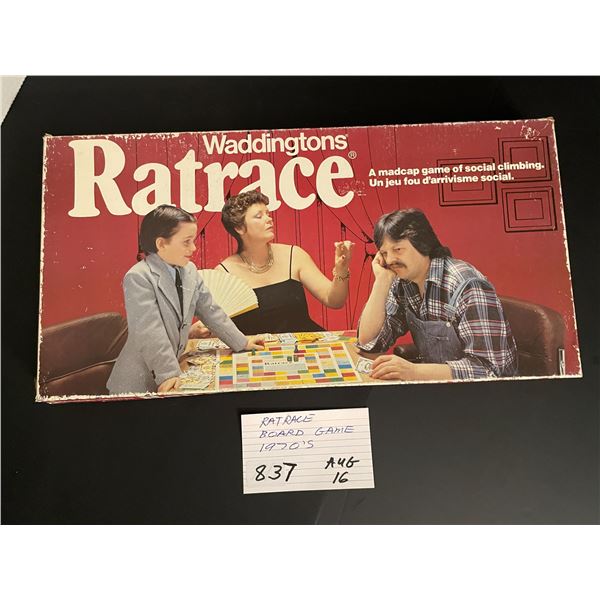 Waddingtons
Ratrace®
A madcap game of social climbing.
Un jeu fou d'arrivisme social.
Ratrace
RATRACE
BOARD GAME
1970'S
837 AUG
16